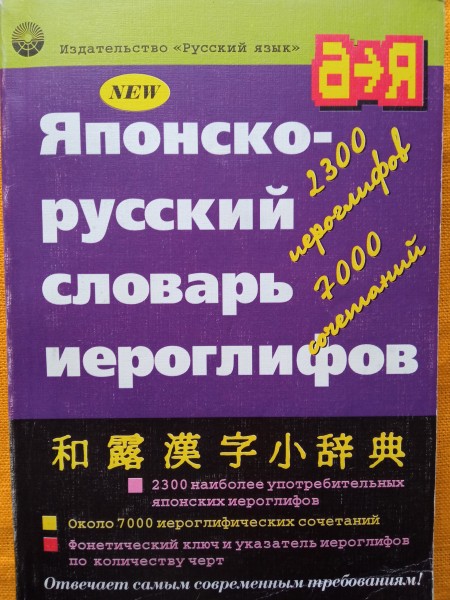 Издательство «Русский язык»
а→Я
NEW
Японско-
русский
словарь
иероглифов
2300
иероглифов
7000
сочетаний
和露漢字小辞典
2300 наиболее употребительных
японских иероглифов
Около 7000 иероглифических сочетаний
Фонетический ключ и указатель иероглифов
по количеству черт
Отвечает самым современным требованиям!